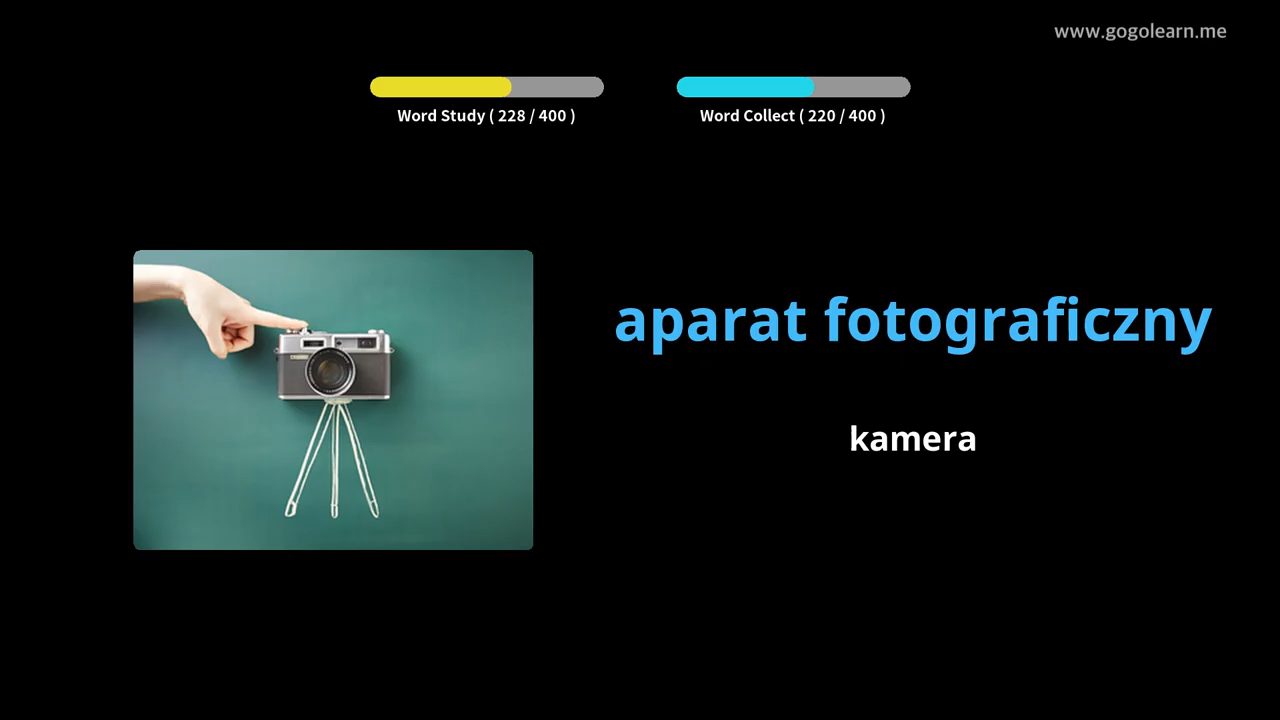 www.gogolearn.me
Word Study ( 228 / 400 )
Word Collect ( 220 / 400 )
aparat fotograficzny
kamera